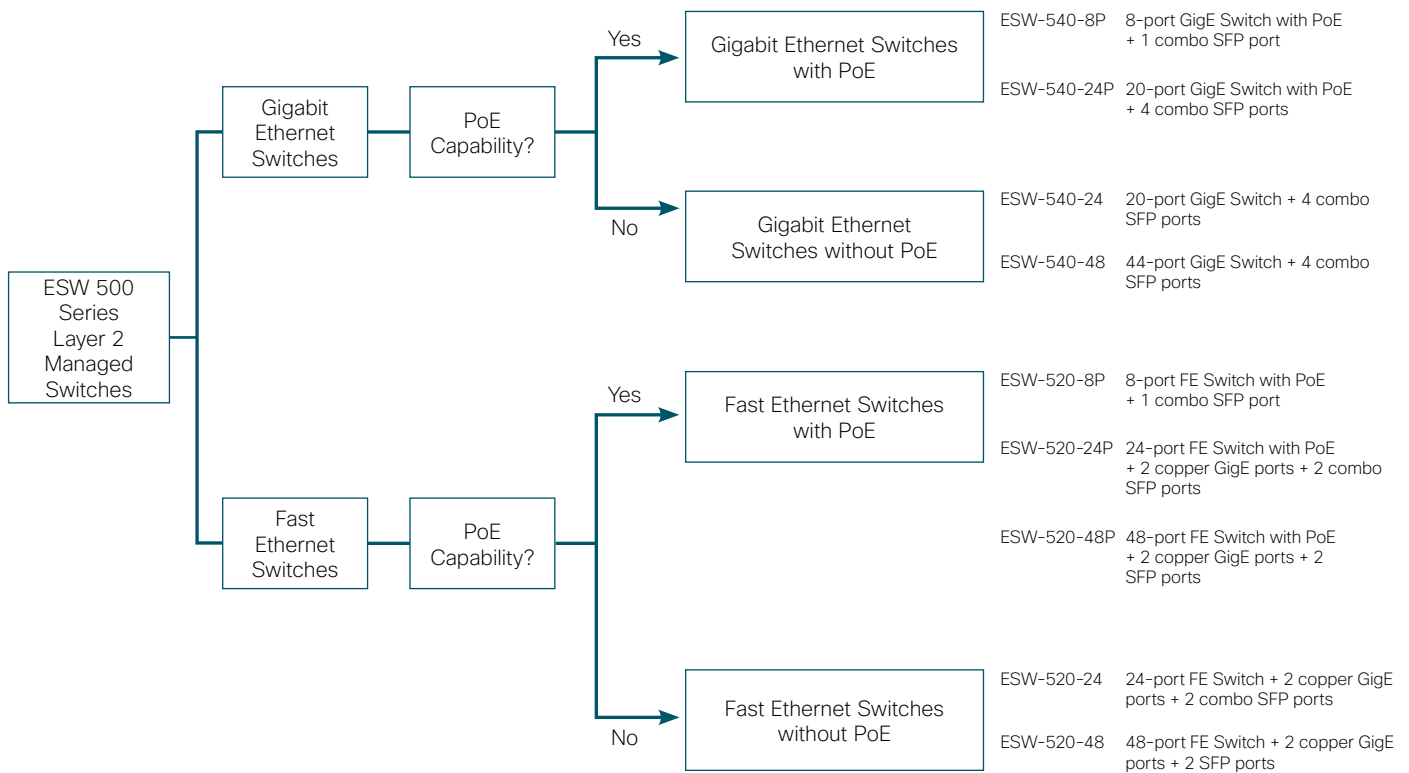 ESW 500
Series
Layer 2
Managed
Switches
Gigabit
Ethernet
Switches
PoE
Capability?
Yes
Gigabit Ethernet Switches
with PoE
ESW-540-8P 8-port GigE Switch with PoE
+ 1 combo SFP port
ESW-540-24P 20-port GigE Switch with PoE
+ 4 combo SFP ports
No
Gigabit Ethernet
Switches without PoE
ESW-540-24 20-port GigE Switch + 4 combo
SFP ports
ESW-540-48 44-port GigE Switch + 4 combo
SFP ports
Fast
Ethernet
Switches
PoE
Capability?
Yes
Fast Ethernet Switches
with PoE
ESW-520-8P 8-port FE Switch with PoE
+ 1 combo SFP port
ESW-520-24P 24-port FE Switch with PoE
+ 2 copper GigE ports + 2 combo
SFP ports
ESW-520-48P 48-port FE Switch with PoE
+ 2 copper GigE ports + 2
SFP ports
No
Fast Ethernet Switches
without PoE
ESW-520-24 24-port FE Switch + 2 copper GigE
ports + 2 combo SFP ports
ESW-520-48 48-port FE Switch + 2 copper GigE
ports + 2 SFP ports